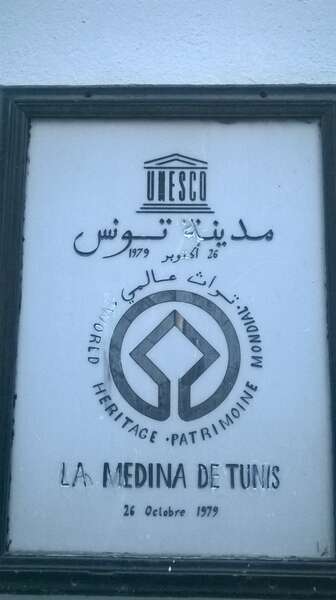 UNESCO
مدينة تونس
26 أكتوبر 1979
تراث عالمي
WORLD HERITAGE · PATRIMOINE MONDIAL ·
LA MEDINA DE TUNIS
26 Octobre 1979